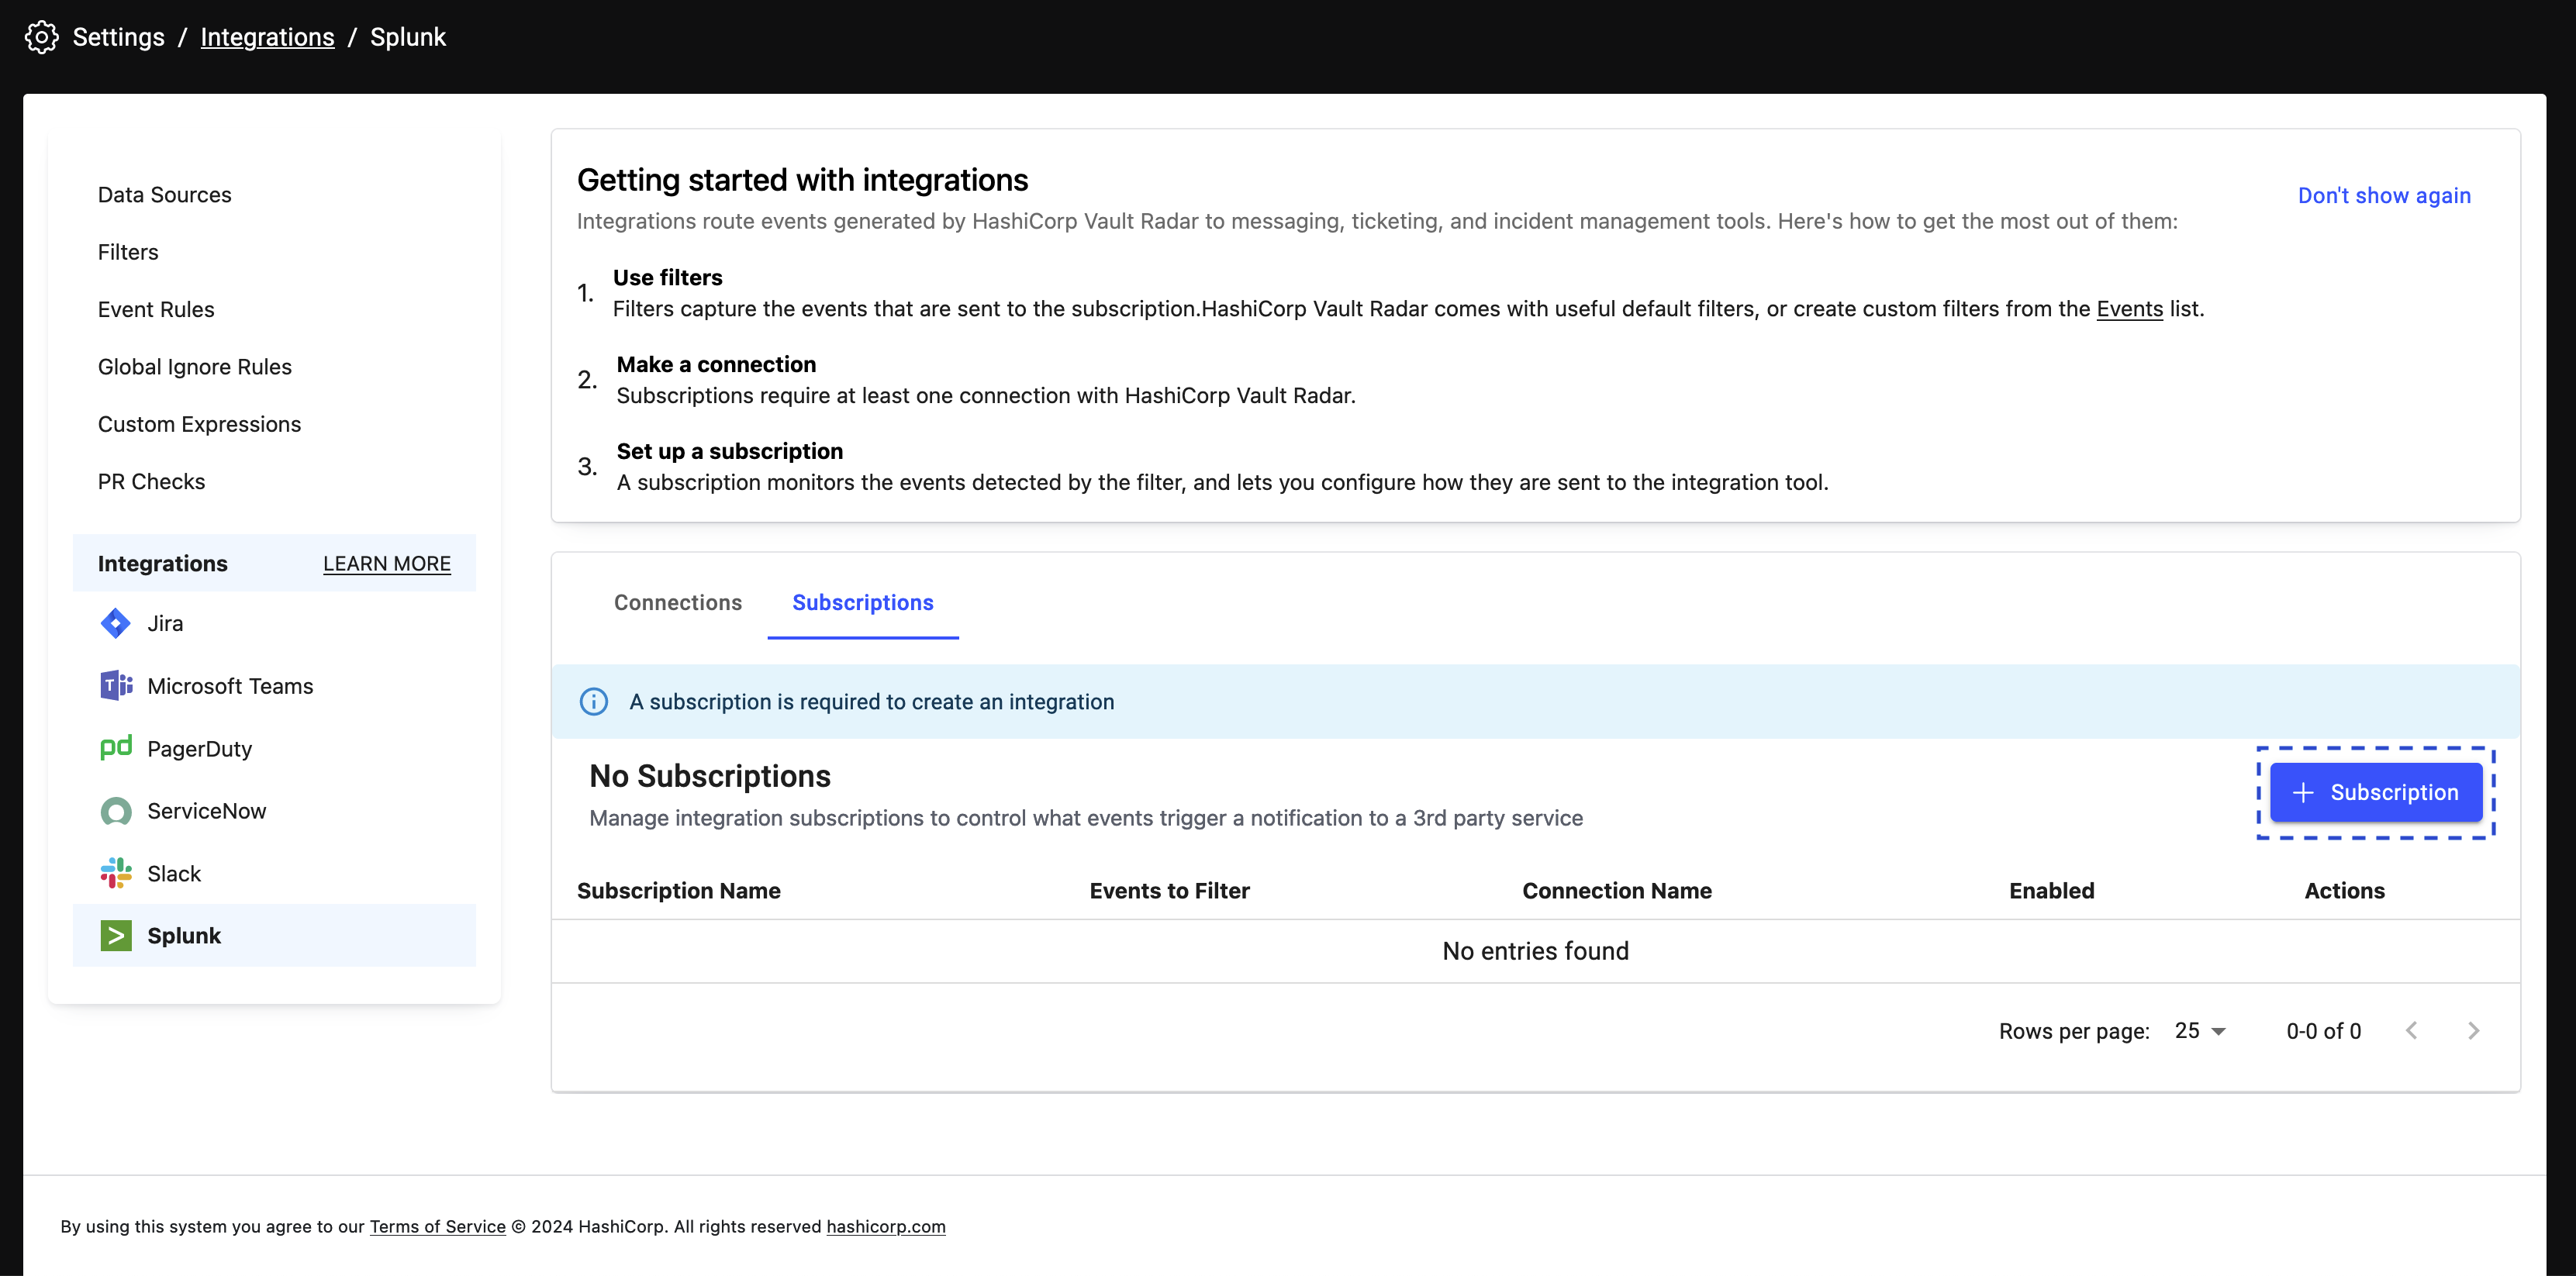 Settings / Integrations / Splunk
Data Sources
Filters
Event Rules
Global Ignore Rules
Custom Expressions
PR Checks
Integrations LEARN MORE
Jira
Microsoft Teams
PagerDuty
ServiceNow
Slack
Splunk
Getting started with integrations
Don't show again
Integrations route events generated by HashiCorp Vault Radar to messaging, ticketing, and incident management tools. Here's how to get the most out of them:
1. Use filters
Filters capture the events that are sent to the subscription.HashiCorp Vault Radar comes with useful default filters, or create custom filters from the Events list.
2. Make a connection
Subscriptions require at least one connection with HashiCorp Vault Radar.
3. Set up a subscription
A subscription monitors the events detected by the filter, and lets you configure how they are sent to the integration tool.
Connections Subscriptions
A subscription is required to create an integration
No Subscriptions
Manage integration subscriptions to control what events trigger a notification to a 3rd party service
+ Subscription
Subscription Name Events to Filter Connection Name Enabled Actions
No entries found
Rows per page: 25 0-0 of 0
By using this system you agree to our Terms of Service © 2024 HashiCorp. All rights reserved hashicorp.com